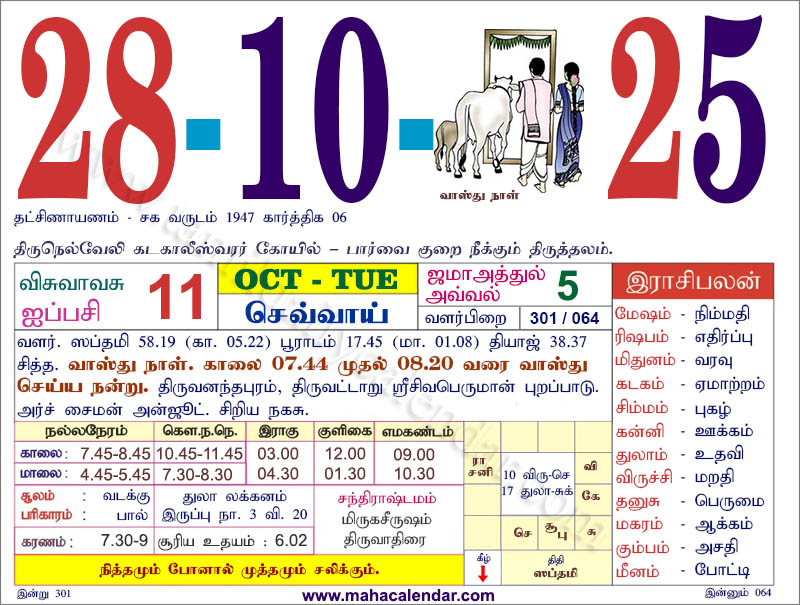 28-10- 25
வாஸ்து நாள்
தட்சிணாயணம் - சக வருடம் 1947 கார்த்திக 06
திருநெல்வேலி கடகாலீஸ்வரர் கோயில் – பார்வை குறை நீக்கும் திருத்தலம்.
விசுவாவசு
ஐப்பசி 11
OCT - TUE
செவ்வாய்
ஜமாஅத்துல்
அவ்வல் 5
வளர்பிறை 301 / 064
வளர். ஸப்தமி 58.19 (கா. 05.22) பூராடம் 17.45 (மா. 01.08) தியாஜ் 38.37
சித்த. வாஸ்து நாள். காலை 07.44 முதல் 08.20 வரை வாஸ்து
செய்ய நன்று. திருவனந்தபுரம், திருவட்டாறு ஸ்ரீசிவபெருமான் புறப்பாடு.
அர்ச் சைமன் அன்ஜூட். சிறிய நகசு.
நல்லநேரம் கௌ.ந.நெ. இராகு குளிகை எமகண்டம்
காலை: 7.45-8.45 10.45-11.45 03.00 12.00 09.00
மாலை: 4.45-5.45 7.30-8.30 04.30 01.30 10.30
சூலம் : வடக்கு
பரிகாரம் : பால்
துலா லக்கனம்
இருப்பு நா. 3 வி. 20
கரணம்: 7.30-9 சூரிய உதயம் : 6.02
சந்திராஷ்டமம்
மிருகசீருஷம்
திருவாதிரை
நித்தமும் போனால் முத்தமும் சலிக்கும்.
ரா
சனி
10 விரு-செ
17 துலா-சுக்
வி
கே
செ
சூ
பு
சு
கீழ்
திதி
ஸப்தமி
இராசிபலன்
மேஷம் - நிம்மதி
ரிஷபம் - எதிர்ப்பு
மிதுனம் - வரவு
கடகம் - ஏமாற்றம்
சிம்மம் - புகழ்
கன்னி - ஊக்கம்
துலாம் - உதவி
விருச்சி - மறதி
தனுசு - பெருமை
மகரம் - ஆக்கம்
கும்பம் - அசதி
மீனம் - போட்டி
இன்று 301
www.mahacalendar.com
இன்னும் 064